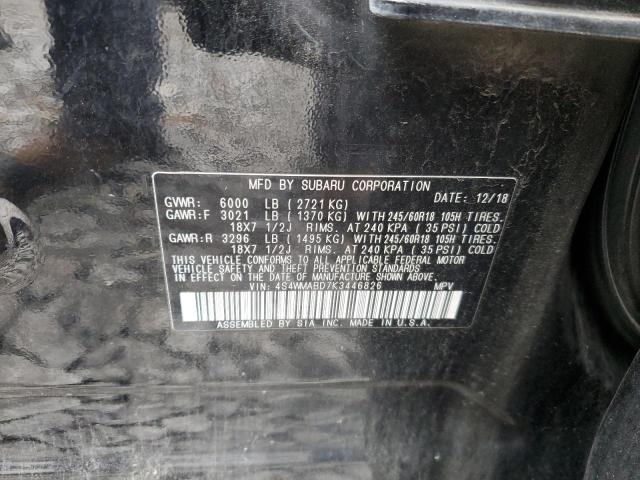 MFD BY SUBARU CORPORATION
GVWR: 6000 LB (2721 KG) DATE: 12/18
GAWR:F 3021 LB (1370 KG) WITH 245/60R18 105H TIRES.
18X7 1/2J RIMS. AT 240 KPA (35 PSI) COLD
GAWR:R 3296 LB (1495 KG) WITH 245/60R18 105H TIRES.
18X7 1/2J RIMS. AT 240 KPA (35 PSI) COLD
THIS VEHICLE CONFORMS TO ALL APPLICABLE FEDERAL MOTOR
VEHICLE SAFETY AND THEFT PREVENTION STANDARDS
IN EFFECT ON THE DATE OF MANUFACTURE SHOWN ABOVE.
VIN: 4S4WMABD7K3446826 MPV
ASSEMBLED BY SIA INC. MADE IN U.S.A.